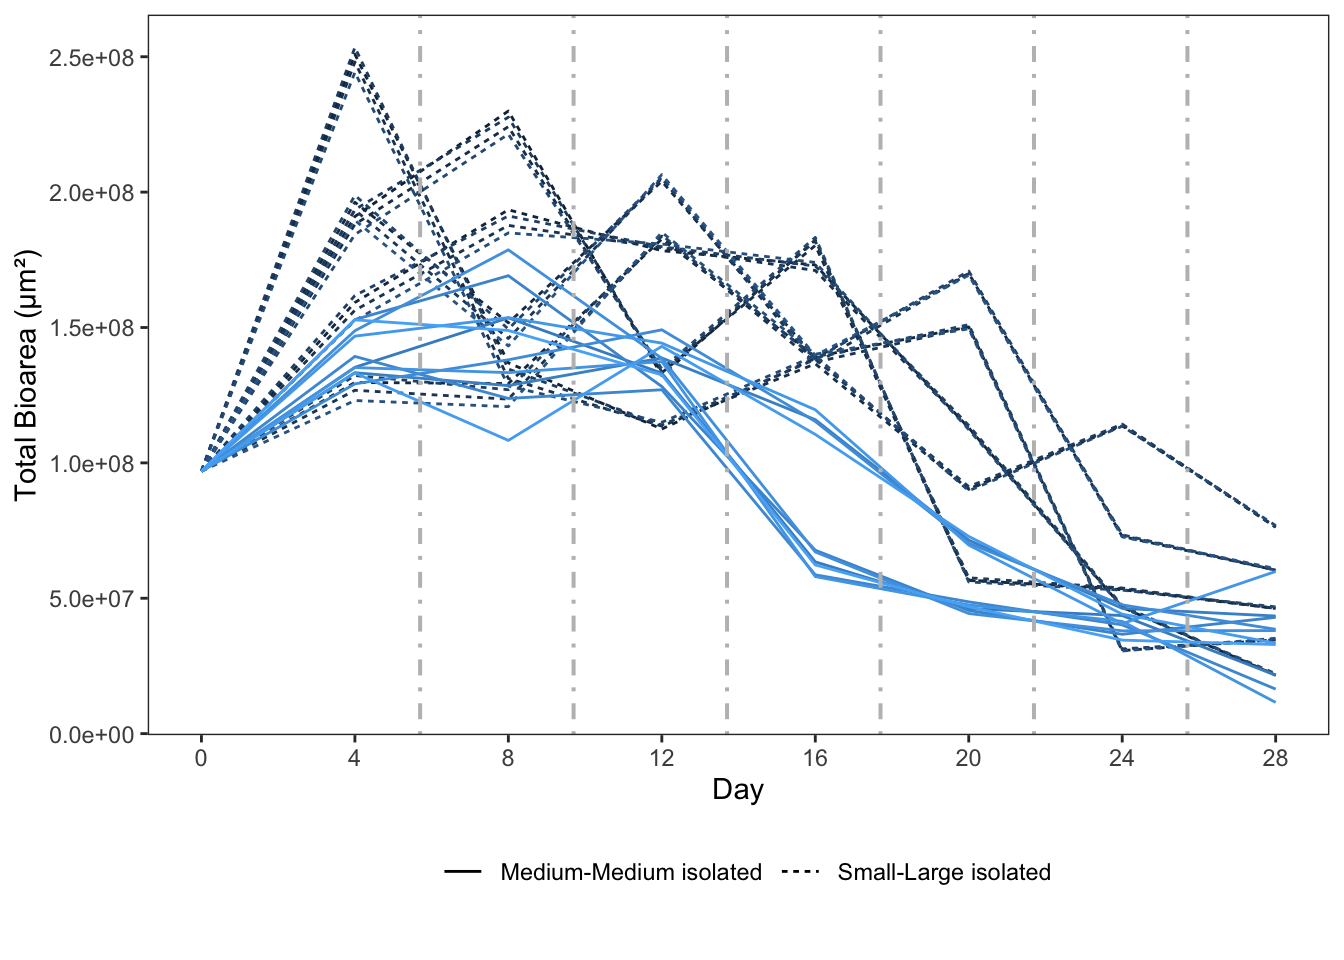 Total Bioarea (μm²)
2.5e+08
2.0e+08
1.5e+08
1.0e+08
5.0e+07
0.0e+00
0 4 8 12 16 20 24 28
Day
Medium-Medium isolated Small-Large isolated